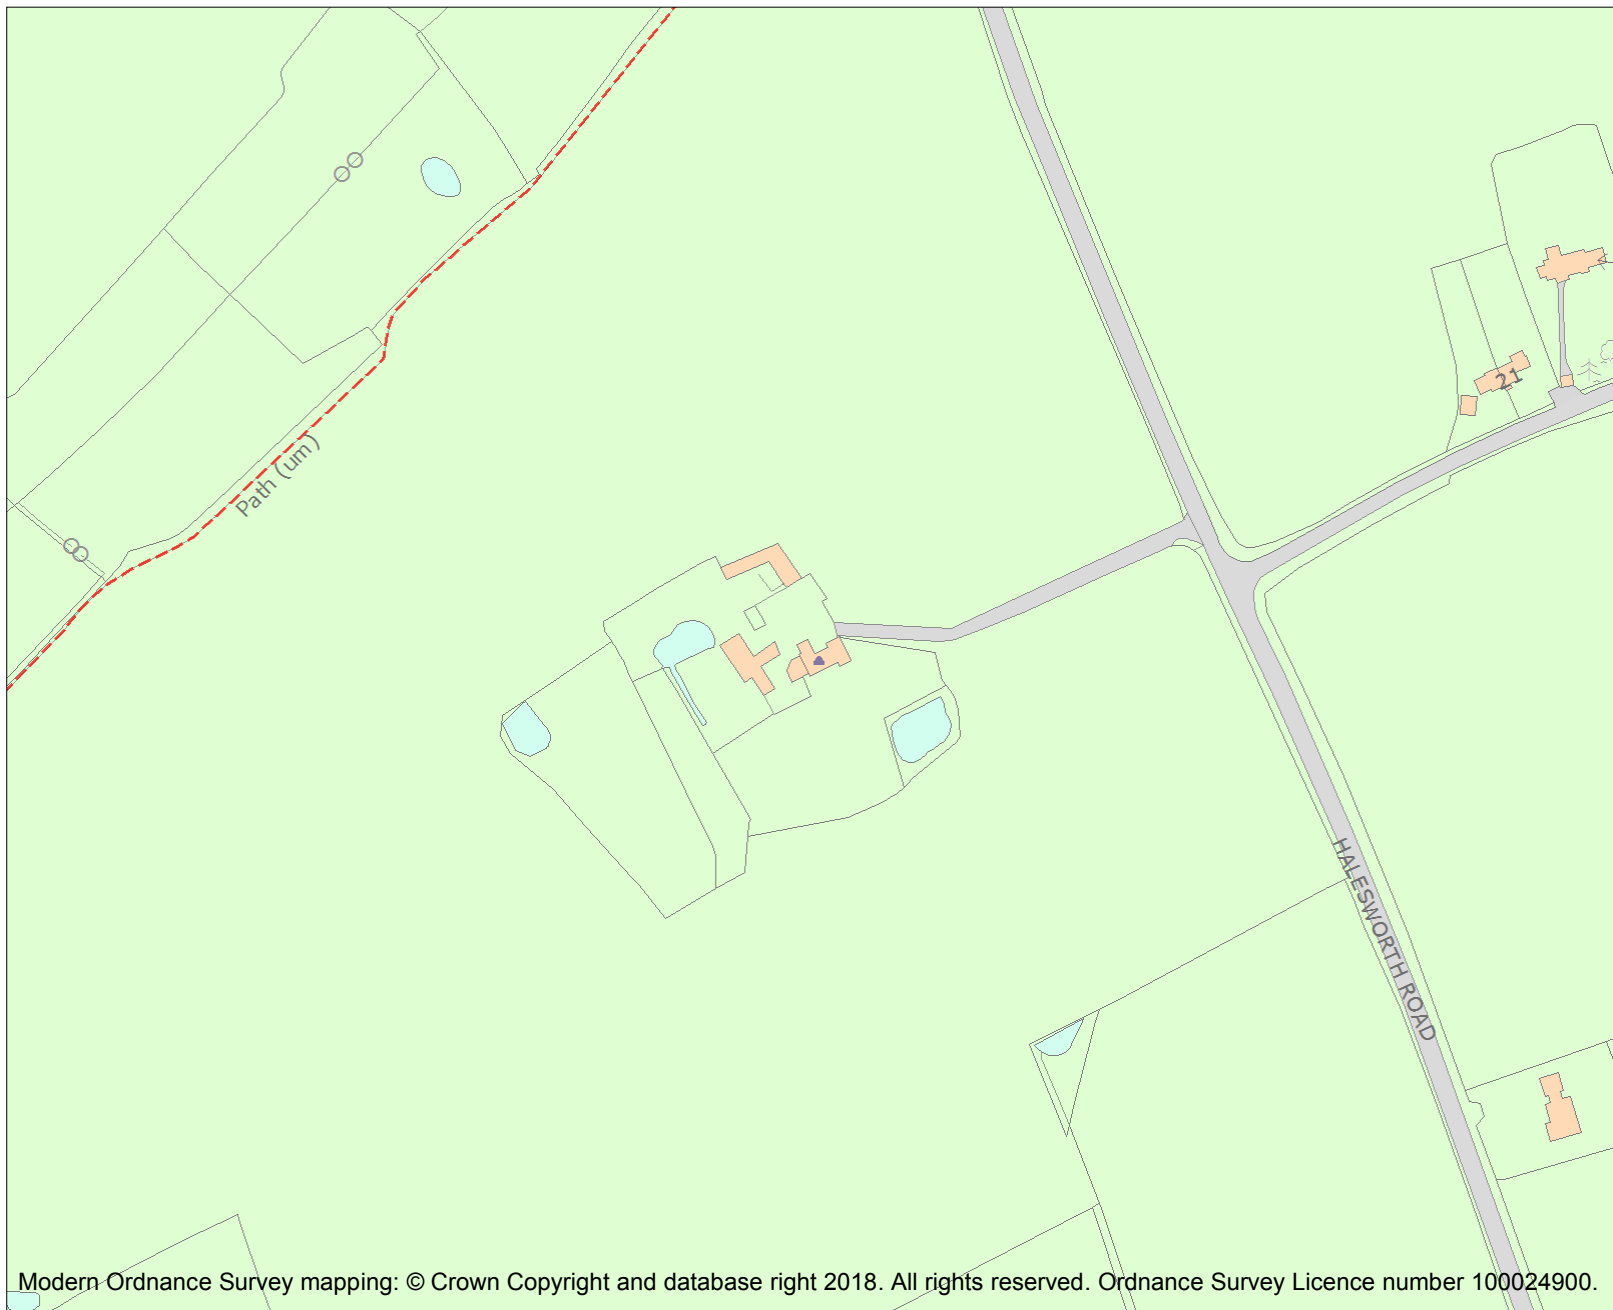 21
Path (um)
HALESWORTH ROAD
Modern Ordnance Survey mapping: © Crown Copyright and database right 2018. All rights reserved. Ordnance Survey Licence number 100024900.